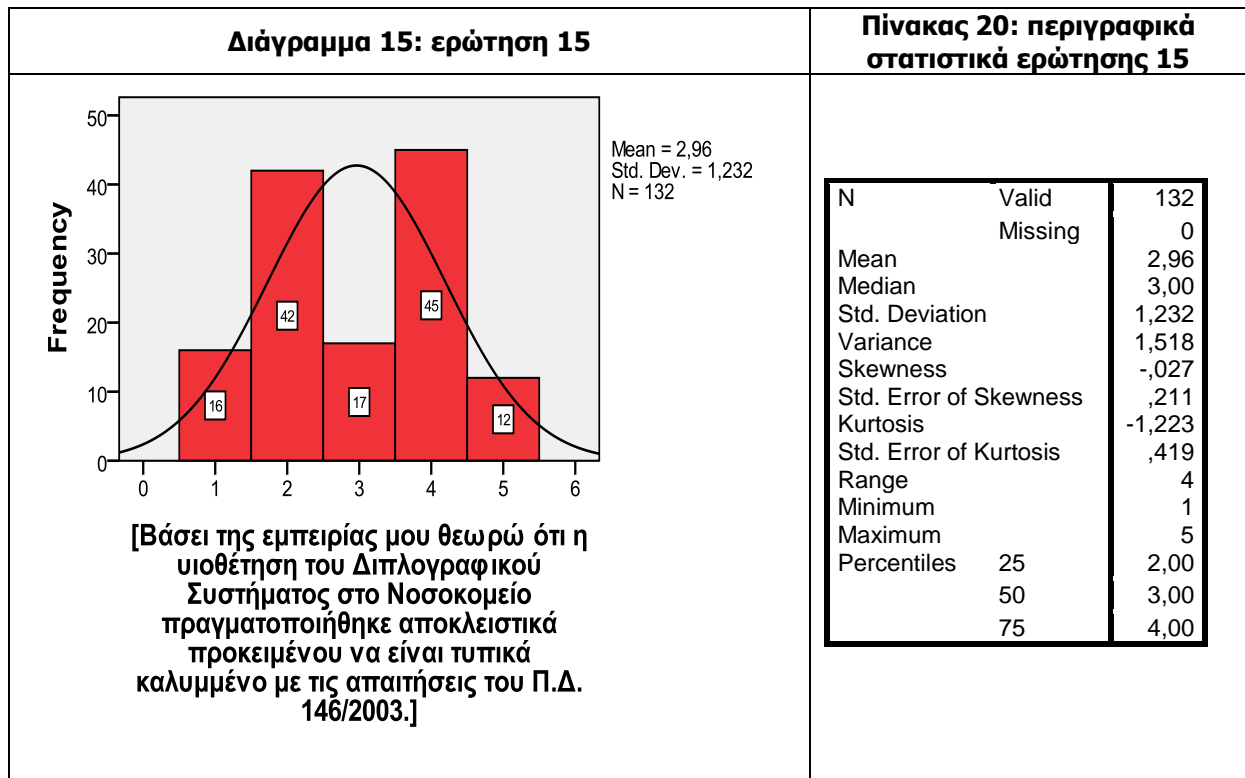 Διάγραμμα 15: ερώτηση 15
Πίνακας 20: περιγραφικά
στατιστικά ερώτησης 15
Frequency
50
40
30
20
10
0
16
42
17
45
12
0 1 2 3 4 5 6
Mean = 2,96
Std. Dev. = 1,232
N = 132
[Βάσει της εμπειρίας μου θεωρώ ότι η
υιοθέτηση του Διπλογραφικού
Συστήματος στο Νοσοκομείο
πραγματοποιήθηκε αποκλειστικά
προκειμένου να είναι τυπικά
καλυμμένο με τις απαιτήσεις του Π.Δ.
146/2003.]
N Valid 132
Missing 0
Mean 2,96
Median 3,00
Std. Deviation 1,232
Variance 1,518
Skewness -,027
Std. Error of Skewness ,211
Kurtosis -1,223
Std. Error of Kurtosis ,419
Range 4
Minimum 1
Maximum 5
Percentiles 25 2,00
50 3,00
75 4,00